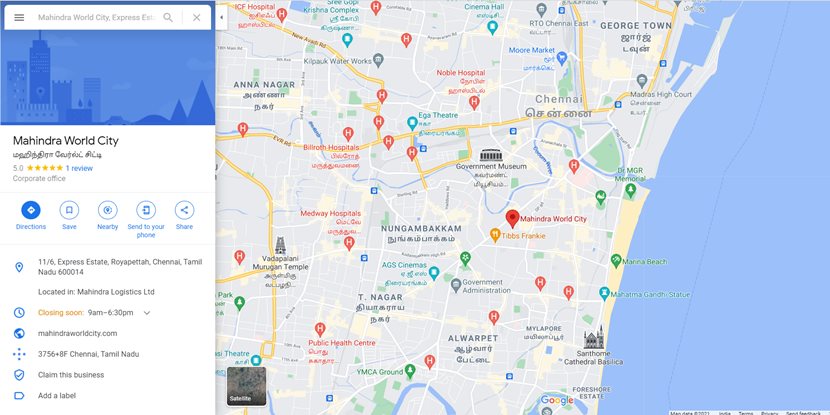 Mahindra World City, Express Est
Mahindra World City
மஹிந்திரா வேர்ல்ட் சிட்டி
5.0
1 review
Corporate office
Directions
Save
Nearby
Send to your
phone
Share
11/6, Express Estate, Royapettah, Chennai, Tamil
Nadu 600014
Located in: Mahindra Logistics Ltd
Closing soon: 9am–6:30pm
mahindraworldcity.com
3756+8F Chennai, Tamil Nadu
Claim this business
Add a label
ICF Hospital
Krishna Complex
Cinema Hall
RTO Chennai East
GEORGE TOWN
ஜார்ஜ்
டவுன்
New Avadi Rd
Kilpauk Water Works
Moore Market
மார்க்கெட்
Noble Hospital
நோபிள்
ஹாஸ்பிடல்
ANNA NAGAR
அண்ணா
நகர்
Madras High Court
Chennai
சென்னை
Ega Theatre
திரையரங்கம்
EVR Rd
Billroth Hospitals
Government Museum
Dr MGR
Memorial
Medway Hospitals
Mahindra World City
NUNGAMBAKKAM
நுங்கம்பாக்கம்
Tibbs Frankie
Vadapalani
Murugan Temple
AGS Cinemas
Marina Beach
Government
Administration
Mahatma Gandhi Statue
T. NAGAR
தியாகராய
நகர்
Public Health Centre
பொது
சுகாதார...
ALWARPET
ஆழ்வார்
பேட்டை
MYLAPORE
மயிலாப்பூர்
Santhome
Cathedral Basilica
YMCA Ground
FORESHORE
ESTATE
Satellite
Google
Map data ©2021
India
Terms
Privacy
Send feedback